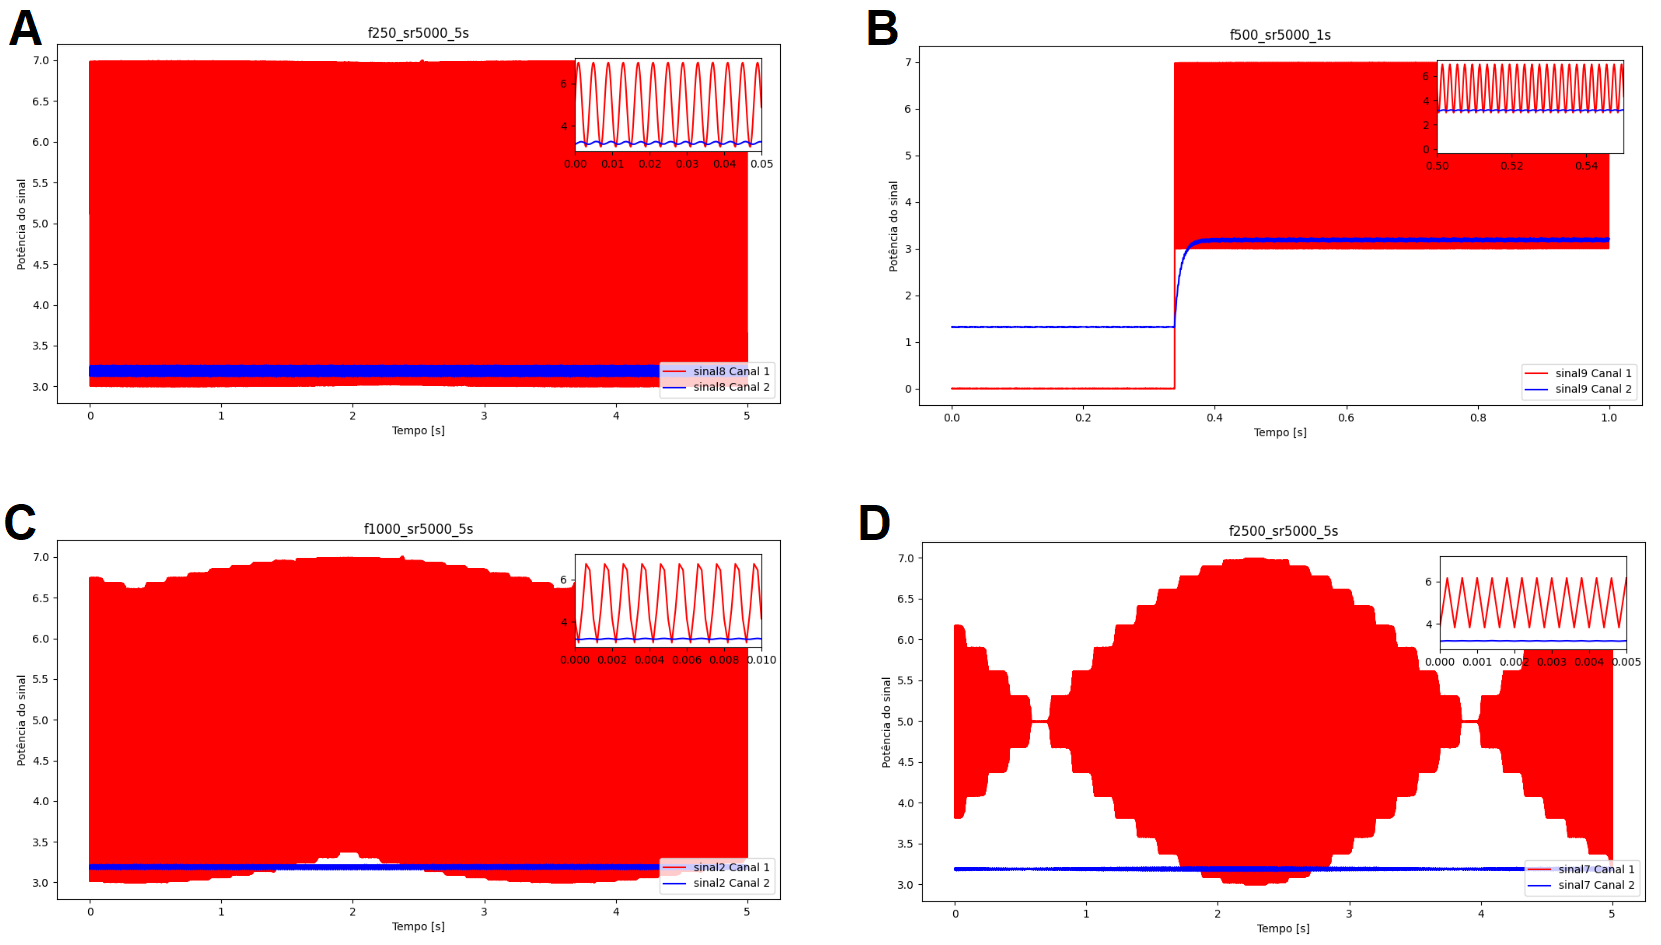 A
f250_sr5000_5s
Potência do sinal
7.0
6.5
6.0
5.5
5.0
4.5
4.0
3.5
3.0
6
4
0.00 0.01 0.02 0.03 0.04 0.05
sinal8 Canal 1
sinal8 Canal 2
0 1 2 3 4 5
Tempo [s]
B
f500_sr5000_1s
Potência do sinal
7
6
5
4
3
2
1
0
6
4
2
0
0.50 0.52 0.54
sinal9 Canal 1
sinal9 Canal 2
0.0 0.2 0.4 0.6 0.8 1.0
Tempo [s]
C
f1000_sr5000_5s
Potência do sinal
7.0
6.5
6.0
5.5
5.0
4.5
4.0
3.5
3.0
6
4
0.000 0.002 0.004 0.006 0.008 0.010
sinal2 Canal 1
sinal2 Canal 2
0 1 2 3 4 5
Tempo [s]
D
f2500_sr5000_5s
Potência do sinal
7.0
6.5
6.0
5.5
5.0
4.5
4.0
3.5
3.0
6
4
0.000 0.001 0.002 0.003 0.004 0.005
sinal7 Canal 1
sinal7 Canal 2
0 1 2 3 4 5
Tempo [s]